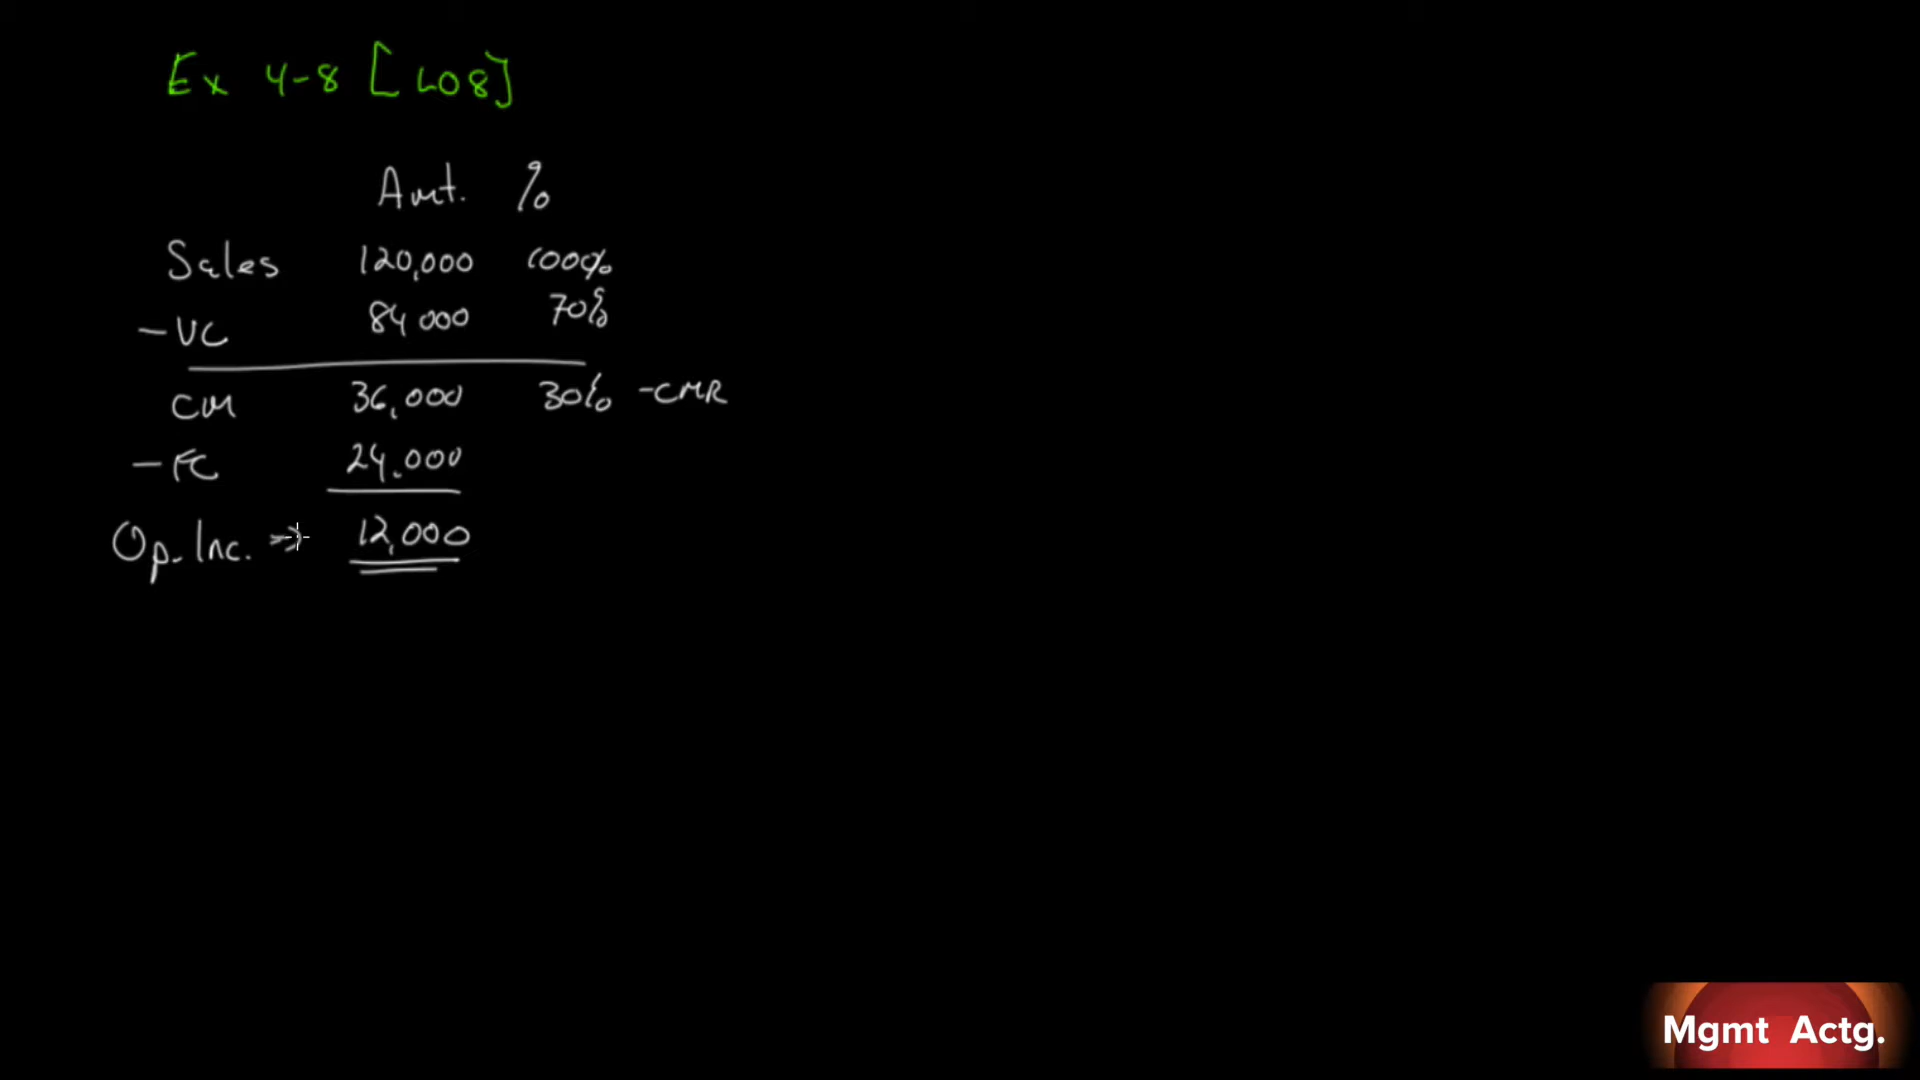 Ex 4-8 [LO8]
Amt. %
Sales 120,000 100%
- VC 84 000 70%
CM 36,000 30% - CMR
- FC 24,000
Op. Inc. → 12,000
Mgmt Actg.